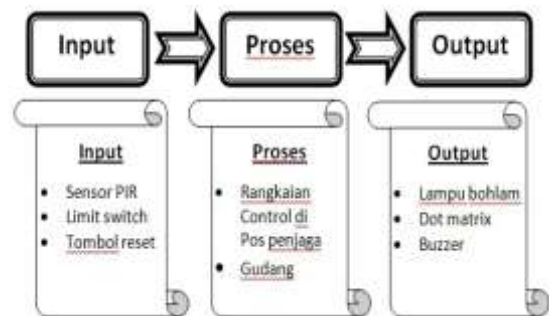 Input
Proses
Output
Input
• Sensor PIR
• Limit switch
• Tombol reset
Proses
• Rangkaian
Control di
Pos penjaga
• Gudang
Output
• Lampu bohlam
• Dot matrix
• Buzzer